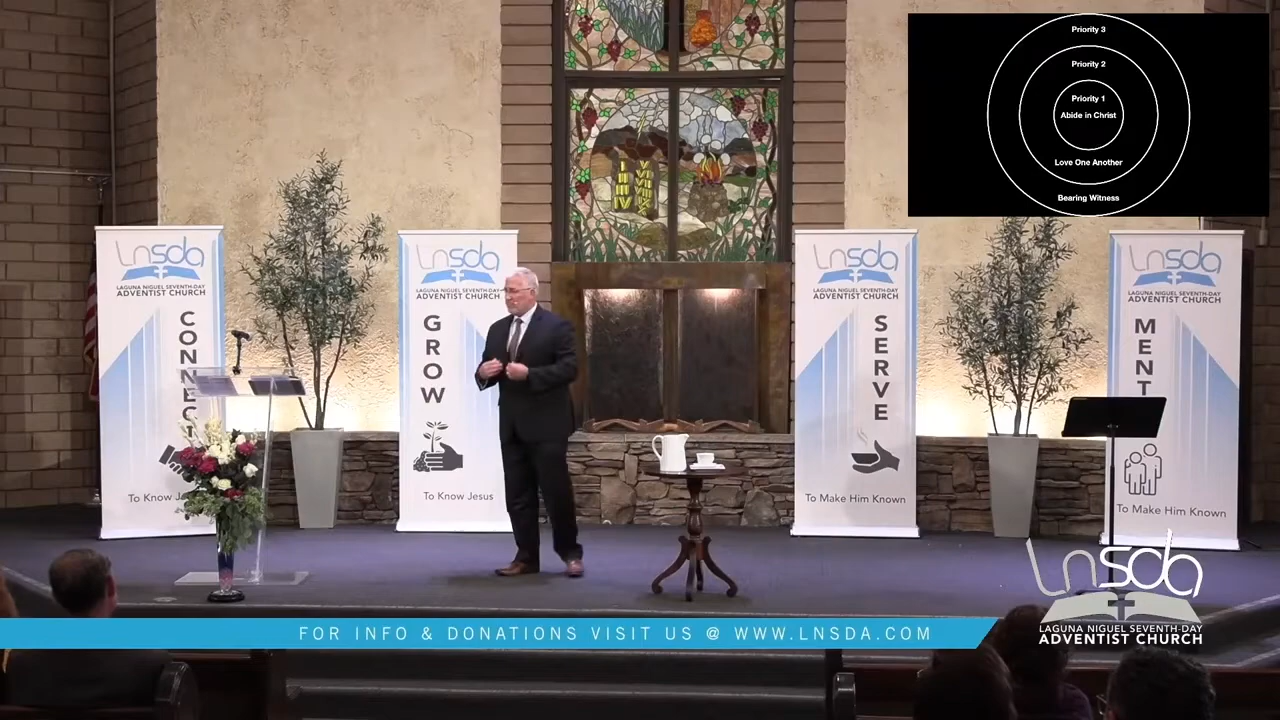 Priority 3
Priority 2
Priority 1
Abide in Christ
Love One Another
Bearing Witness
LNSDA
LAGUNA NIGUEL SEVENTH-DAY
ADVENTIST CHURCH
CONNECT
To Know J
LNSDA
LAGUNA NIGUEL SEVENTH-DAY
ADVENTIST CHURCH
GROW
To Know Jesus
LNSDA
LAGUNA NIGUEL SEVENTH-DAY
ADVENTIST CHURCH
SERVE
To Make Him Known
LNSDA
LAGUNA NIGUEL SEVENTH-DAY
ADVENTIST CHURCH
MENT
To Make Him Known
FOR INFO & DONATIONS VISIT US @ WWW.LNSDA.COM
LNSDA
LAGUNA NIGUEL SEVENTH-DAY
ADVENTIST CHURCH